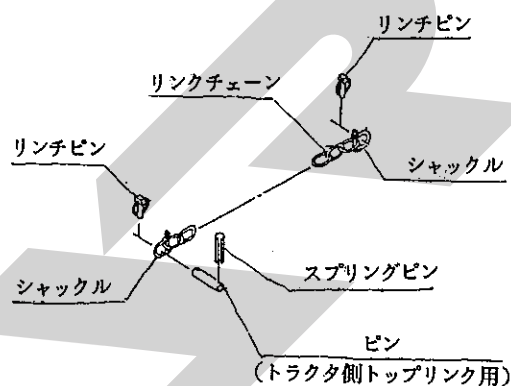 リンチピン
リンクチェーン
リンチピン
シャックル
スプリングピン
シャックル
ピン
(トラクタ側トップリンク用)